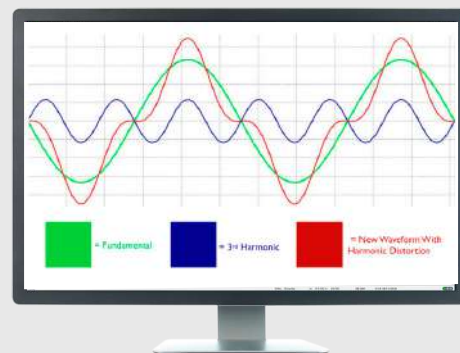 = Fundamental
= 3rd Harmonic
= New Waveform With
Harmonic Distortion